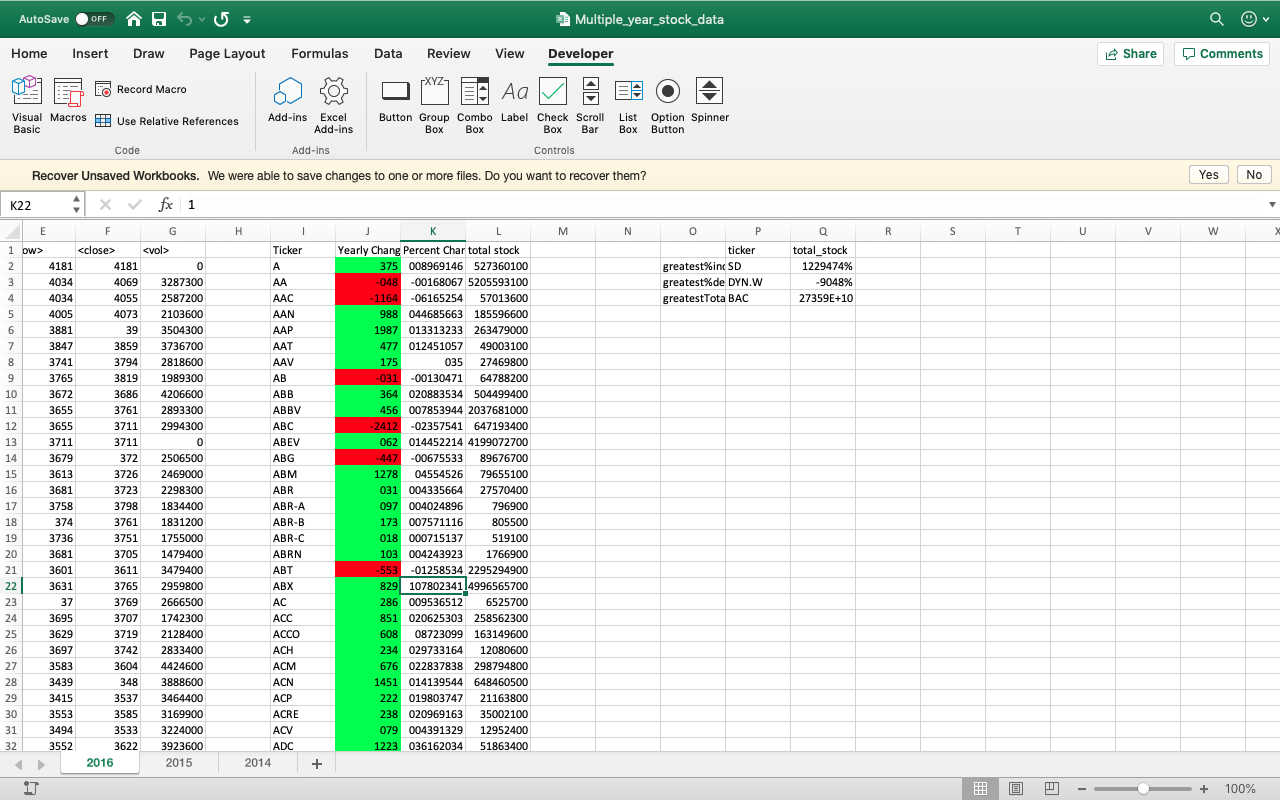 AutoSave OFF Multiple_year_stock_data
Home Insert Draw Page Layout Formulas Data Review View Developer Share Comments
Visual Basic Macros Record Macro Use Relative References Add-ins Excel Add-ins Button Group Box Combo Box Label Check Box Scroll Bar List Box Option Button Spinner
XYZ Aa
Code Add-ins Controls
Recover Unsaved Workbooks. We were able to save changes to one or more files. Do you want to recover them? Yes No
K22 fx 1
E F G H I J K L M N O P Q R S T U V W X
1 ow> <close> <vol> Ticker Yearly Chang Percent Char total stock ticker total_stock
2 4181 4181 0 A 375 008969146 527360100 greatest%inc SD 1229474%
3 4034 4069 3287300 AA -048 -00168067 5205593100 greatest%de DYN.W -9048%
4 4034 4055 2587200 AAC -1164 -06165254 57013600 greatestTota BAC 27359E+10
5 4005 4073 2103600 AAN 988 044685663 185596600
6 3881 39 3504300 AAP 1987 013313233 263479000
7 3847 3859 3736700 AAT 477 012451057 49003100
8 3741 3794 2818600 AAV 175 035 27469800
9 3765 3819 1989300 AB -031 -00130471 64788200
10 3672 3686 4206600 ABB 364 020883534 504499400
11 3655 3761 2893300 ABBV 456 007853944 2037681000
12 3655 3711 2994300 ABC -2412 -02357541 647193400
13 3711 3711 0 ABEV 062 014452214 4199072700
14 3679 372 2506500 ABG -447 -00675533 89676700
15 3613 3726 2469000 ABM 1278 04554526 79655100
16 3681 3723 2298300 ABR 031 004335664 27570400
17 3758 3798 1834400 ABR-A 097 004024896 796900
18 374 3761 1831200 ABR-B 173 007571116 805500
19 3736 3751 1755000 ABR-C 018 000715137 519100
20 3681 3705 1479400 ABRN 103 004243923 1766900
21 3601 3611 3479400 ABT -553 -01258534 2295294900
22 3631 3765 2959800 ABX 829 107802341 4996565700
23 37 3769 2666500 AC 286 009536512 6525700
24 3695 3707 1742300 ACC 851 020625303 258562300
25 3629 3719 2128400 ACCO 608 08723099 163149600
26 3697 3742 2833400 ACH 234 029733164 12080600
27 3583 3604 4424600 ACM 676 022837838 298794800
28 3439 348 3888600 ACN 1451 014139544 648460500
29 3415 3537 3464400 ACP 222 019803747 21163800
30 3553 3585 3169900 ACRE 238 020969163 35002100
31 3494 3533 3224000 ACV 079 004391329 12952400
32 3552 3622 3923600 ADC 1223 036162034 51863400
2016 2015 2014 +
100%